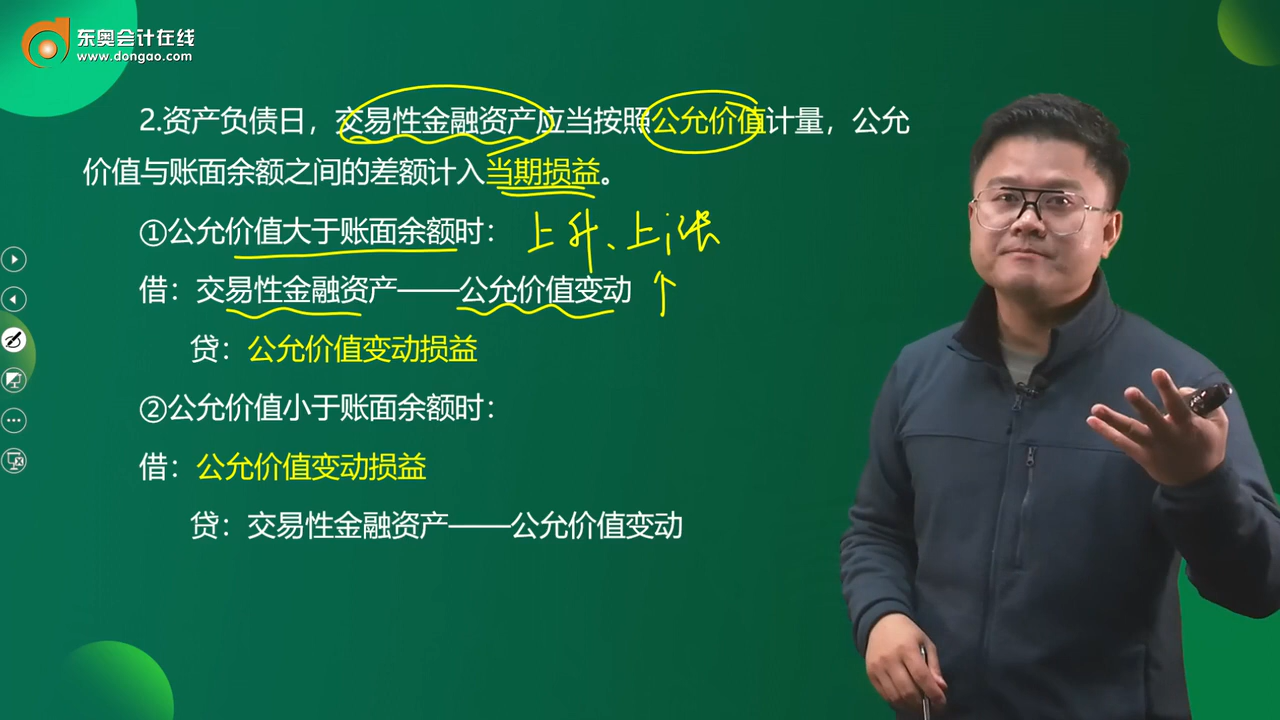 东奥会计在线
www.dongao.com
2.资产负债日，交易性金融资产应当按照公允价值计量，公允
价值与账面余额之间的差额计入当期损益。
①公允价值大于账面余额时： 上升、上涨
借：交易性金融资产——公允价值变动 ↑
贷：公允价值变动损益
②公允价值小于账面余额时：
借：公允价值变动损益
贷：交易性金融资产——公允价值变动